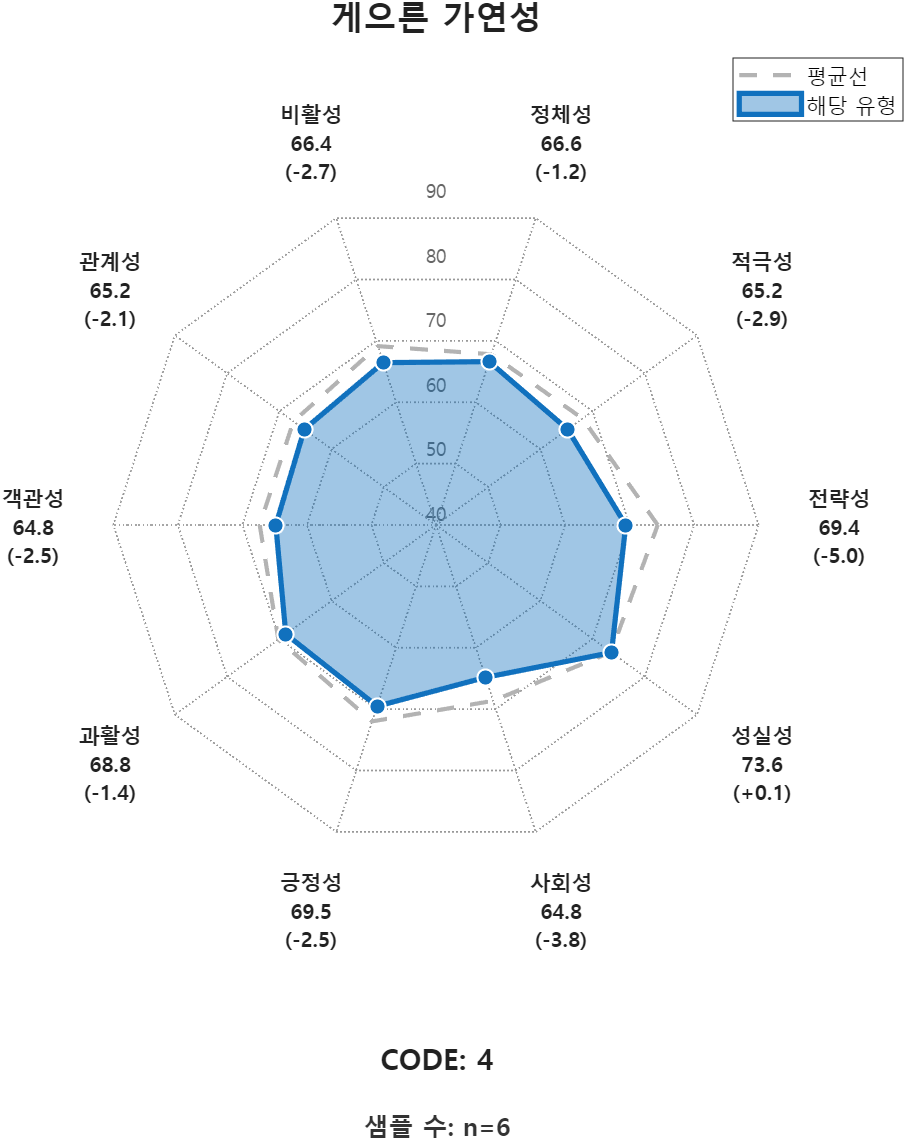 게으른 가연성
평균선
해당 유형
비활성
66.4
(-2.7)
정체성
66.6
(-1.2)
관계성
65.2
(-2.1)
적극성
65.2
(-2.9)
90
80
70
60
50
40
객관성
64.8
(-2.5)
전략성
69.4
(-5.0)
과활성
68.8
(-1.4)
성실성
73.6
(+0.1)
긍정성
69.5
(-2.5)
사회성
64.8
(-3.8)
CODE: 4
샘플 수: n=6